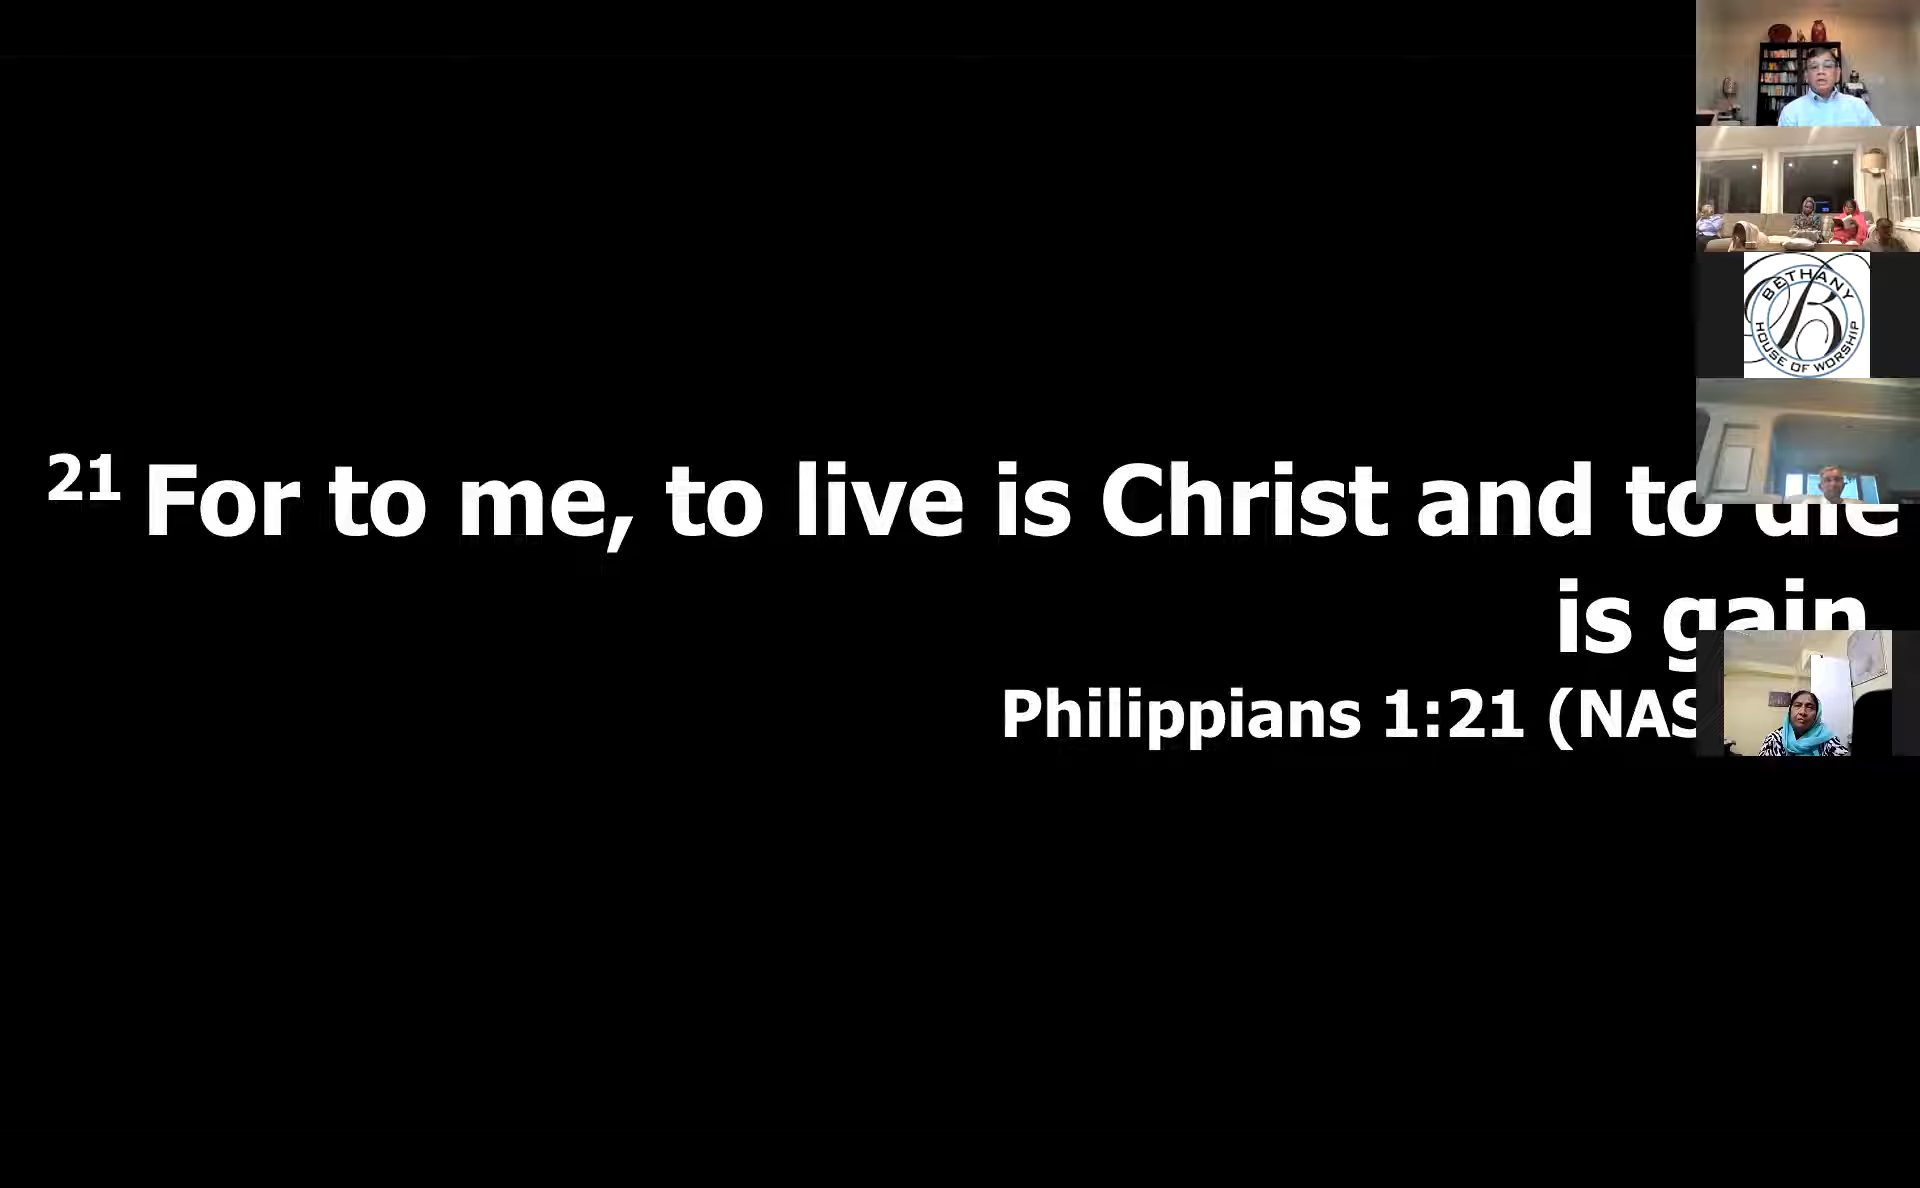 21 For to me, to live is Christ and to die
is gain
Philippians 1:21 (NAS
BETHANY
B
HOUSE OF WORSHIP